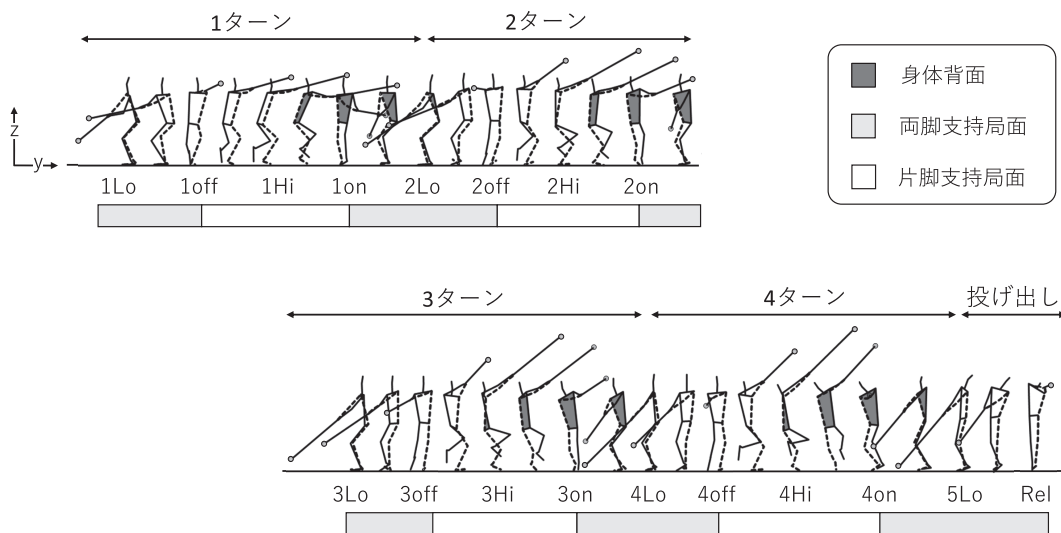 1ターン 2ターン
身体背面
両脚支持局面
片脚支持局面
z
y
1Lo 1off 1Hi 1on 2Lo 2off 2Hi 2on
3ターン 4ターン 投げ出し
3Lo 3off 3Hi 3on 4Lo 4off 4Hi 4on 5Lo Rel